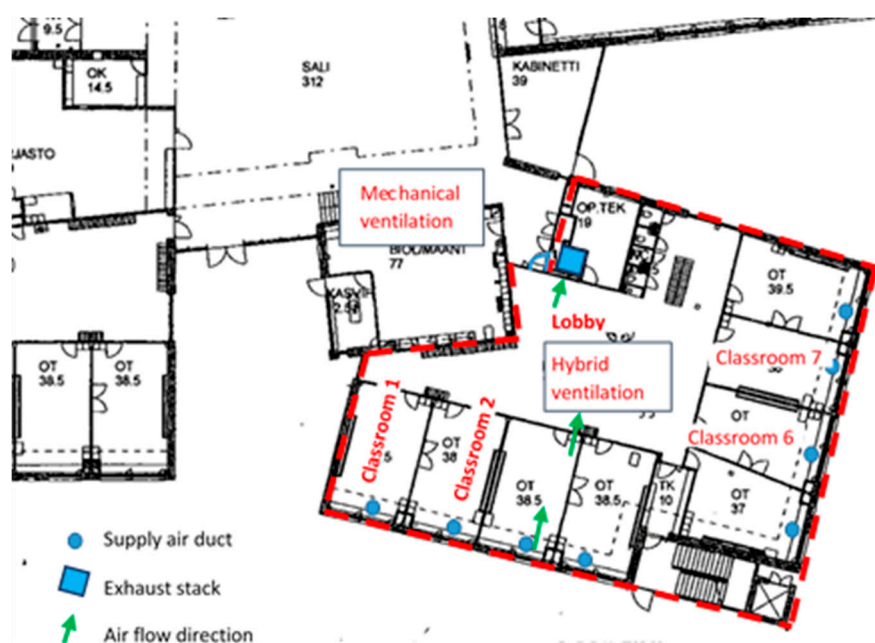 9.5
OK
14.5
SALI
312
KABINETTI
39
JASTO
Mechanical
ventilation
OP.TEK
19
77
OT
39.5
Lobby
Hybrid
ventilation
Classroom 7
OT
38.5
OT
38.5
Classroom 1
OT
38
Classroom 2
OT
38.5
OT
38.5
TK
10
OT
Classroom 6
OT
37
Supply air duct
Exhaust stack
Air flow direction